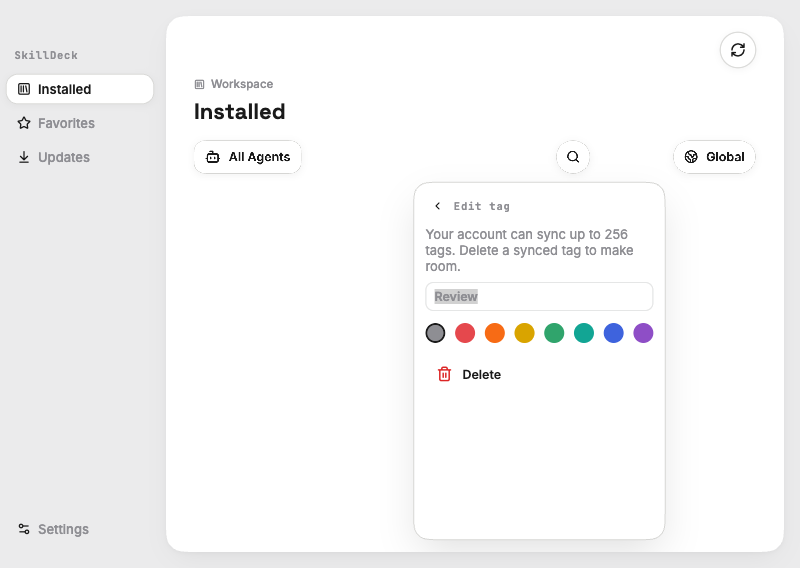 SkillDeck
Installed
Favorites
Updates
Settings
Workspace
Installed
All Agents
Global
Edit tag
Your account can sync up to 256
tags. Delete a synced tag to make
room.
Review
Delete